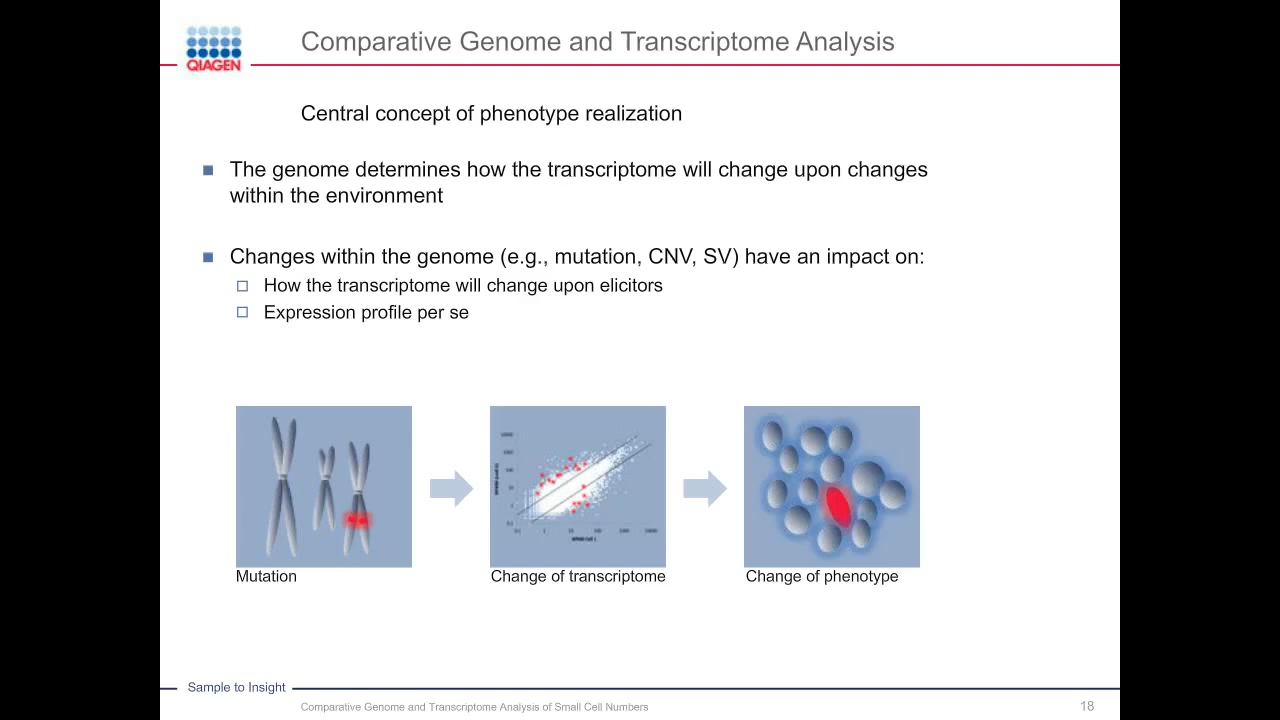 QIAGEN
Comparative Genome and Transcriptome Analysis
Central concept of phenotype realization
The genome determines how the transcriptome will change upon changes
within the environment
Changes within the genome (e.g., mutation, CNV, SV) have an impact on:
How the transcriptome will change upon elicitors
Expression profile per se
Mutation
Change of transcriptome
Change of phenotype
Sample to Insight
Comparative Genome and Transcriptome Analysis of Small Cell Numbers
18